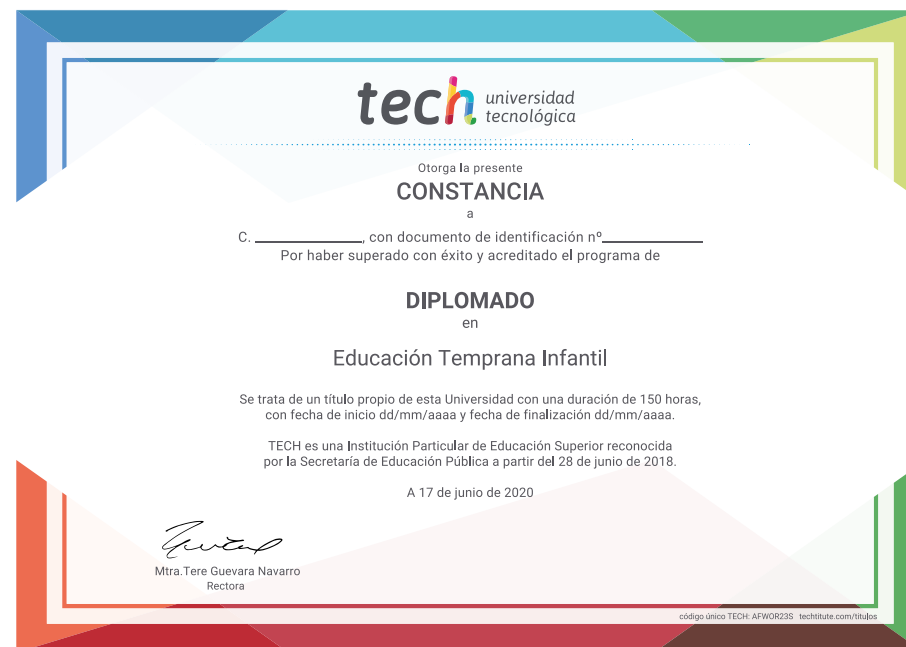 tech universidad
tecnológica
Otorga la presente
CONSTANCIA
a
C. ________________, con documento de identificación nº_______________
Por haber superado con éxito y acreditado el programa de
DIPLOMADO
en
Educación Temprana Infantil
Se trata de un título propio de esta Universidad con una duración de 150 horas,
con fecha de inicio dd/mm/aaaa y fecha de finalización dd/mm/aaaa.
TECH es una Institución Particular de Educación Superior reconocida
por la Secretaría de Educación Pública a partir del 28 de junio de 2018.
A 17 de junio de 2020
Mtra.Tere Guevara Navarro
Rectora
código único TECH: AFWOR23S techtitute.com/titulos